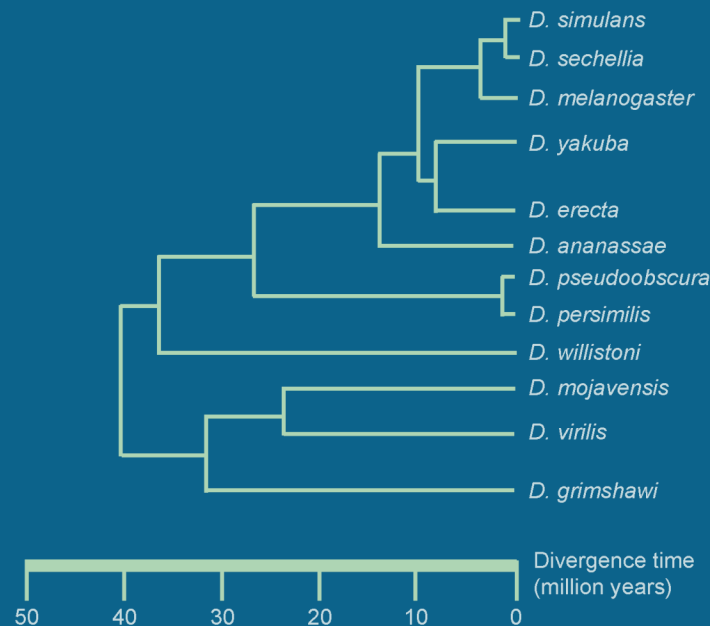 D. simulans
D. sechellia
D. melanogaster
D. yakuba
D. erecta
D. ananassae
D. pseudoobscura
D. persimilis
D. willistoni
D. mojavensis
D. virilis
D. grimshawi
Divergence time
(million years)
50 40 30 20 10 0